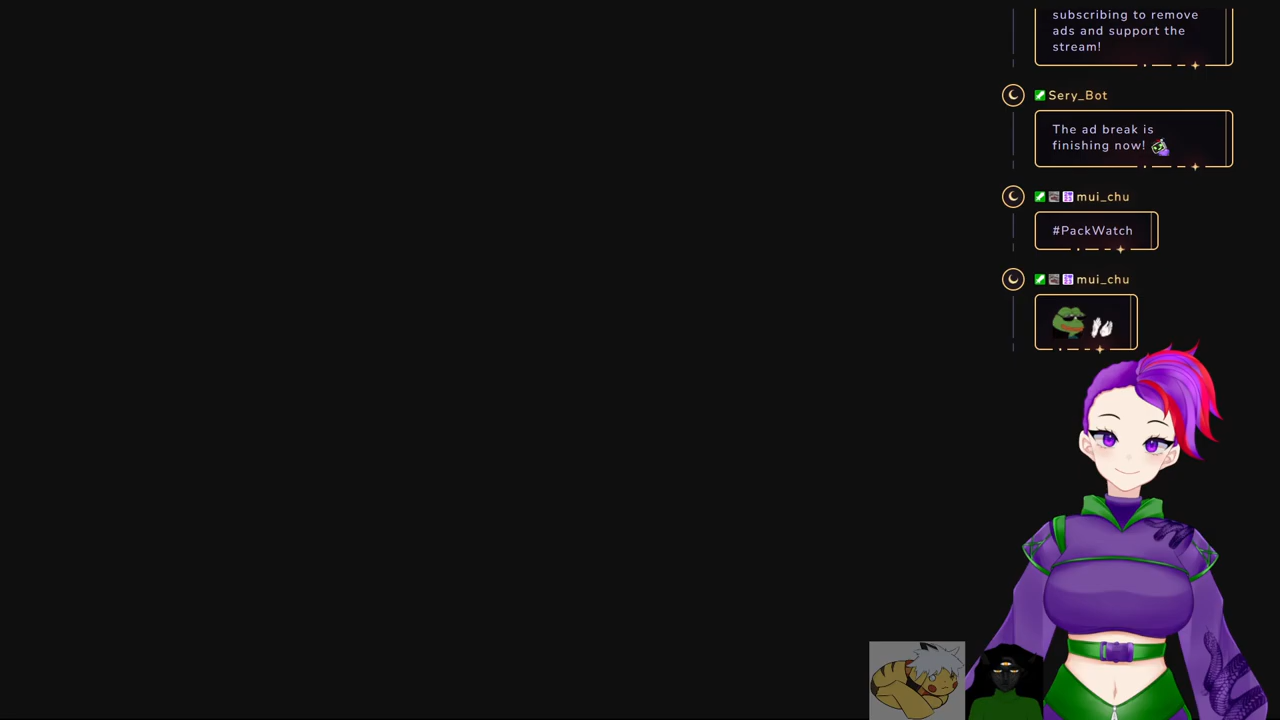 subscribing to remove
ads and support the
stream!
Sery_Bot
The ad break is
finishing now!
mui_chu
#PackWatch
mui_chu